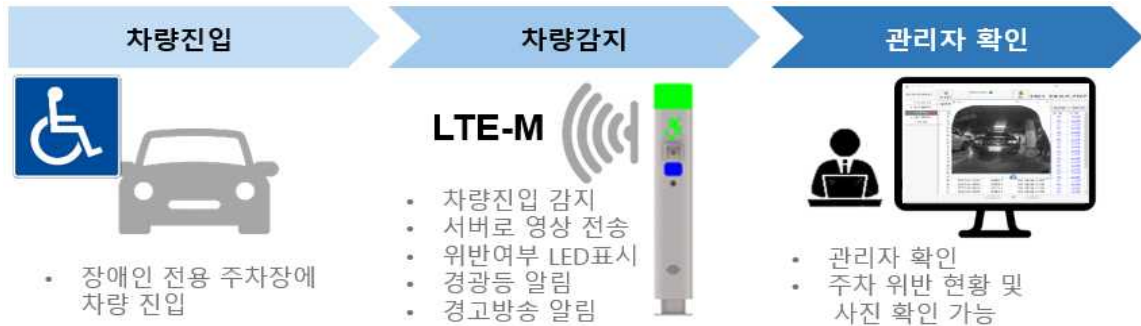 차량진입
차량감지
관리자 확인
LTE-M
• 장애인 전용 주차장에
차량 진입
• 차량진입 감지
• 서버로 영상 전송
• 위반여부 LED표시
• 경광등 알림
• 경고방송 알림
• 관리자 확인
• 주차 위반 현황 및
사진 확인 가능